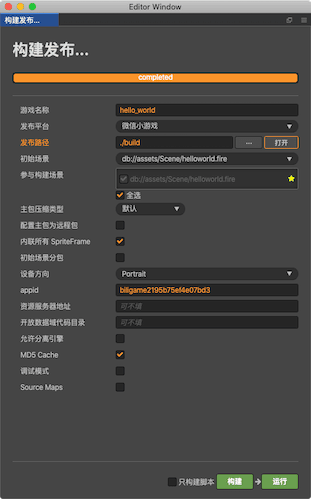 Editor Window
构建发布...
构建发布...
completed
游戏名称 hello_world
发布平台 微信小游戏
发布路径 ./build ... 打开
初始场景 db://assets/Scene/helloworld.fire
参与构建场景 db://assets/Scene/helloworld.fire
全选
主包压缩类型 默认
配置主包为远程包
内联所有 SpriteFrame
初始场景分包
设备方向 Portrait
appid biligame2195b75ef4e07bd3
资源服务器地址 可不填
开放数据域代码目录 可不填
允许分离引擎
MD5 Cache
调试模式
Source Maps
只构建脚本 构建 运行